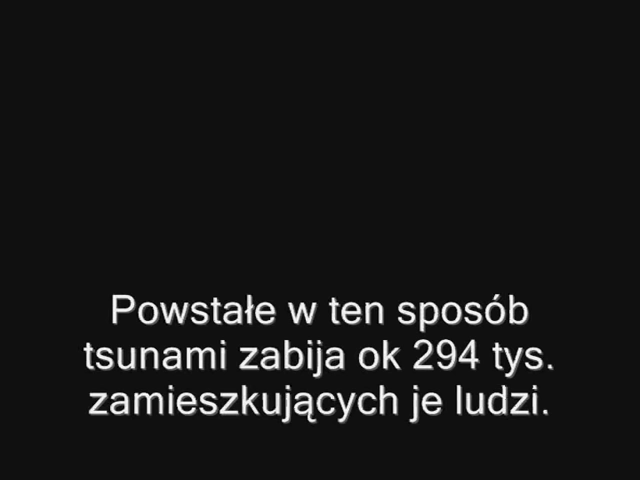 Powstałe w ten sposób
tsunami zabija ok 294 tys.
zamieszkujących je ludzi.